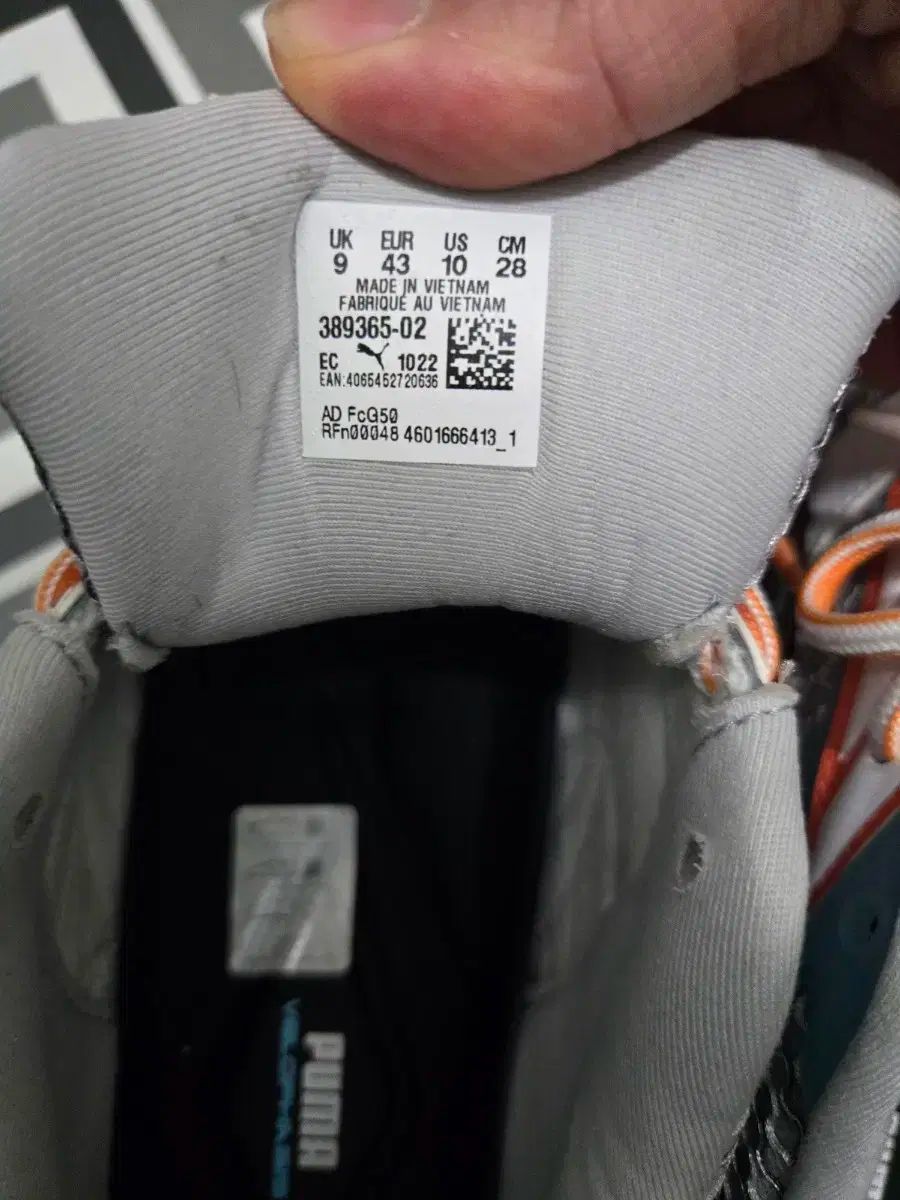 UK EUR US CM
9 43 10 28
MADE IN VIETNAM
FABRIQUÉ AU VIETNAM
389365-02
EC 1022
EAN:4065452720636
AD FcG50
RFn00048 4601666413_1
PUMA